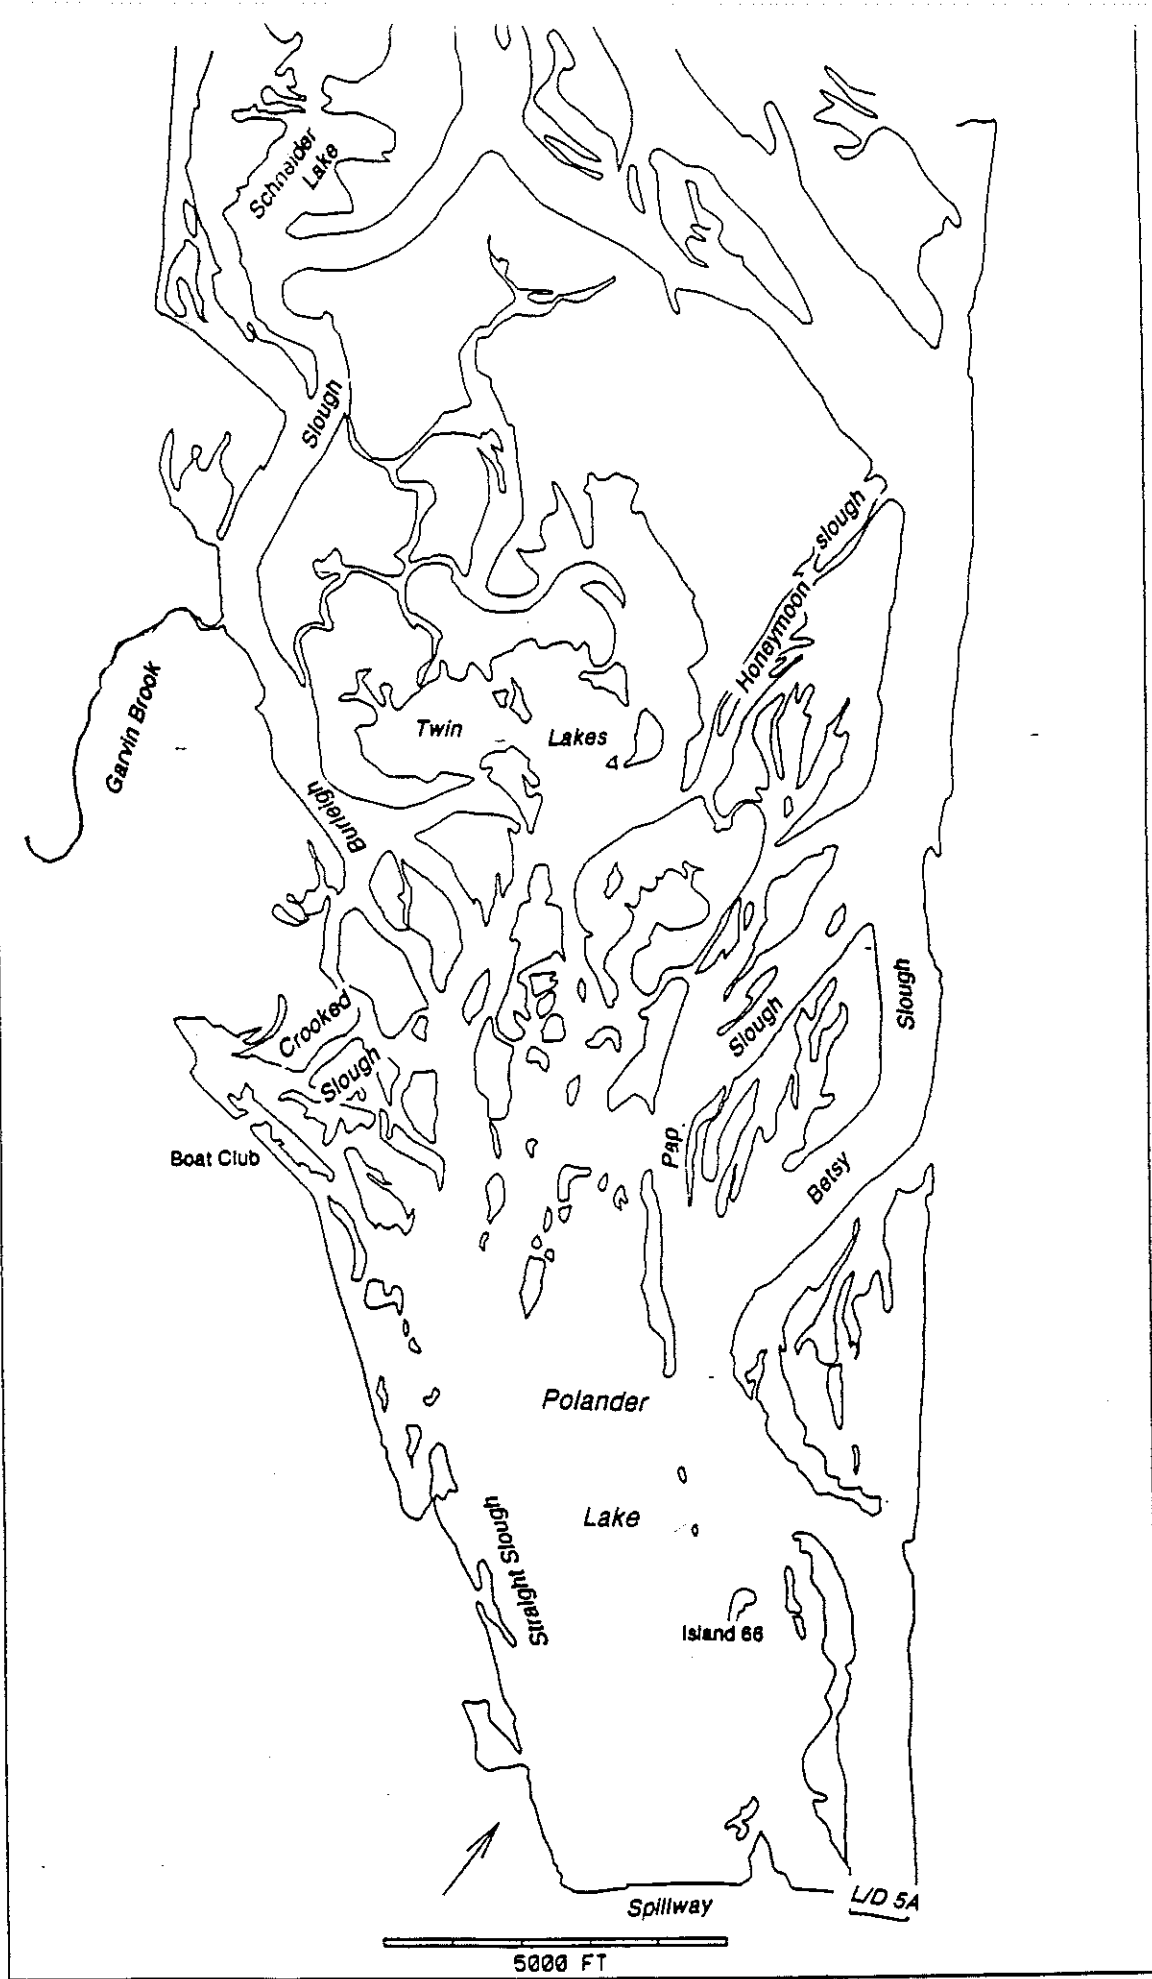 Schneider
Lake
Slough
slough
Honeymoon
Garvin Brook
Twin
Lakes
Burleigh
Slough
Crooked
Slough
Slough
Pap
Boat Club
Betsy
Polander
Lake
Straight Slough
Island 66
Spillway
L/D 5A
5000 FT